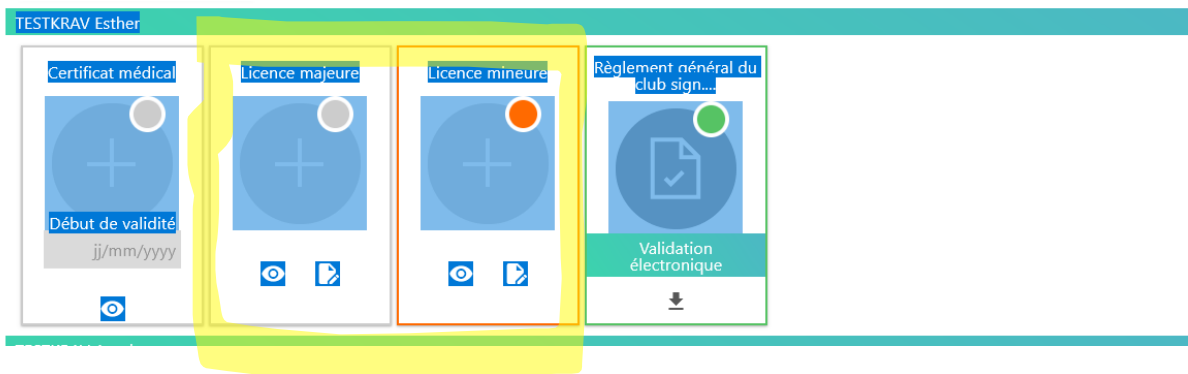 TESTKRAV Esther
Certificat médical
Début de validité
jj/mm/yyyy
Licence majeure
Licence mineure
Règlement général du
club sign....
Validation
électronique